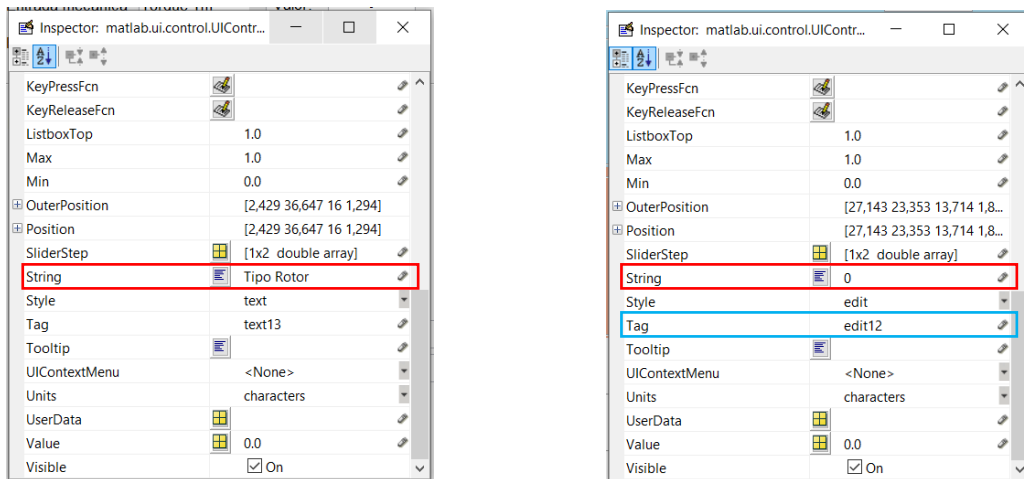 Inspector: matlab.ui.control.UIContr...
KeyPressFcn
KeyReleaseFcn
ListboxTop 1.0
Max 1.0
Min 0.0
OuterPosition [2,429 36,647 16 1,294]
Position [2,429 36,647 16 1,294]
SliderStep [1x2 double array]
String Tipo Rotor
Style text
Tag text13
Tooltip
UIContextMenu <None>
Units characters
UserData
Value 0.0
Visible On
Inspector: matlab.ui.control.UIContr...
KeyPressFcn
KeyReleaseFcn
ListboxTop 1.0
Max 1.0
Min 0.0
OuterPosition [27,143 23,353 13,714 1,8...
Position [27,143 23,353 13,714 1,8...
SliderStep [1x2 double array]
String 0
Style edit
Tag edit12
Tooltip
UIContextMenu <None>
Units characters
UserData
Value 0.0
Visible On